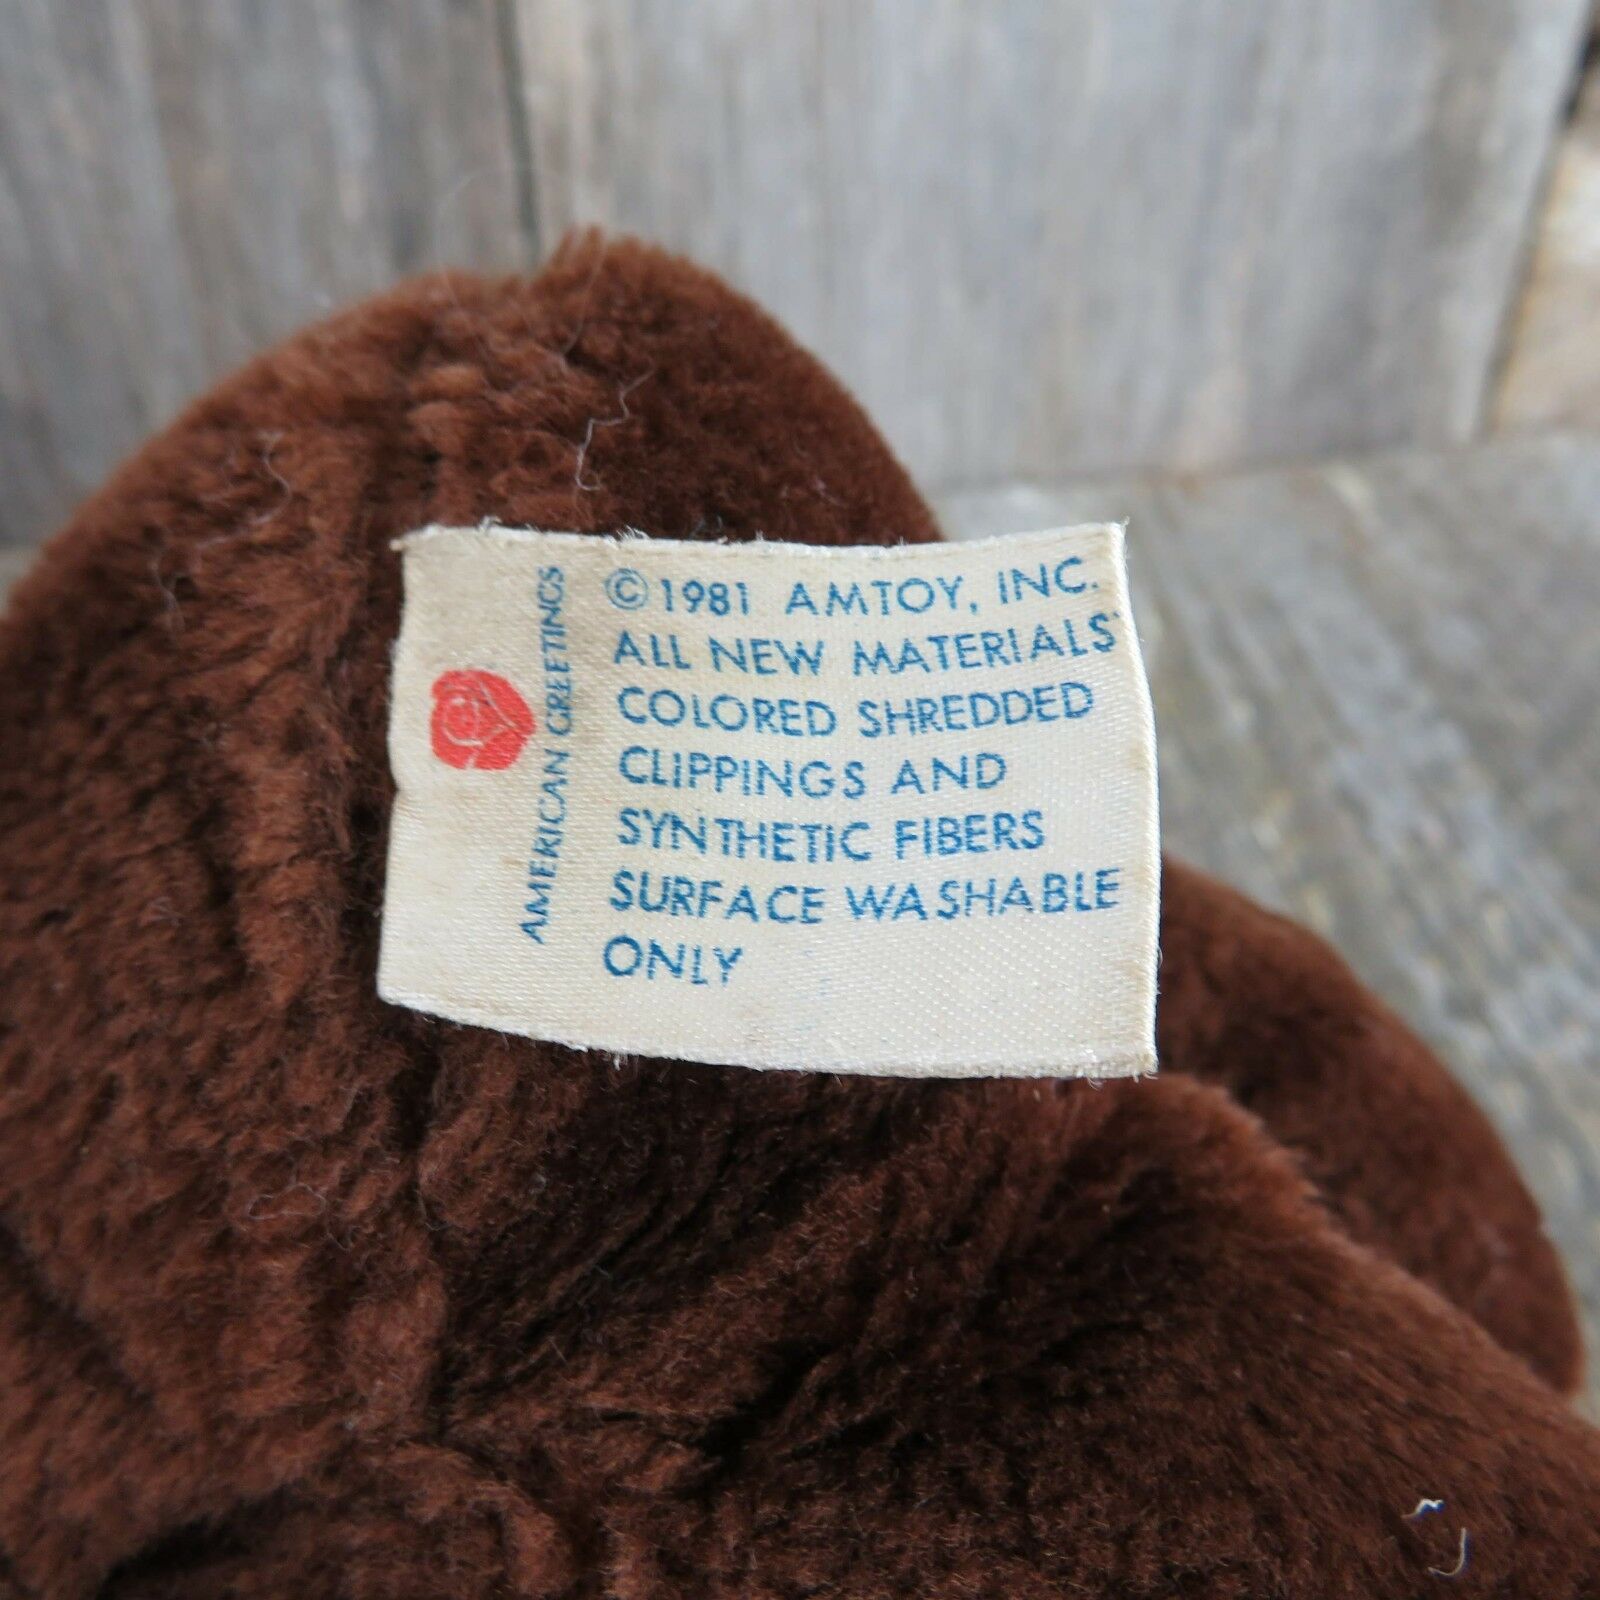 AMERICAN GREETINGS
© 1981 AMTOY, INC.
ALL NEW MATERIALS
COLORED SHREDDED
CLIPPINGS AND
SYNTHETIC FIBERS
SURFACE WASHABLE
ONLY